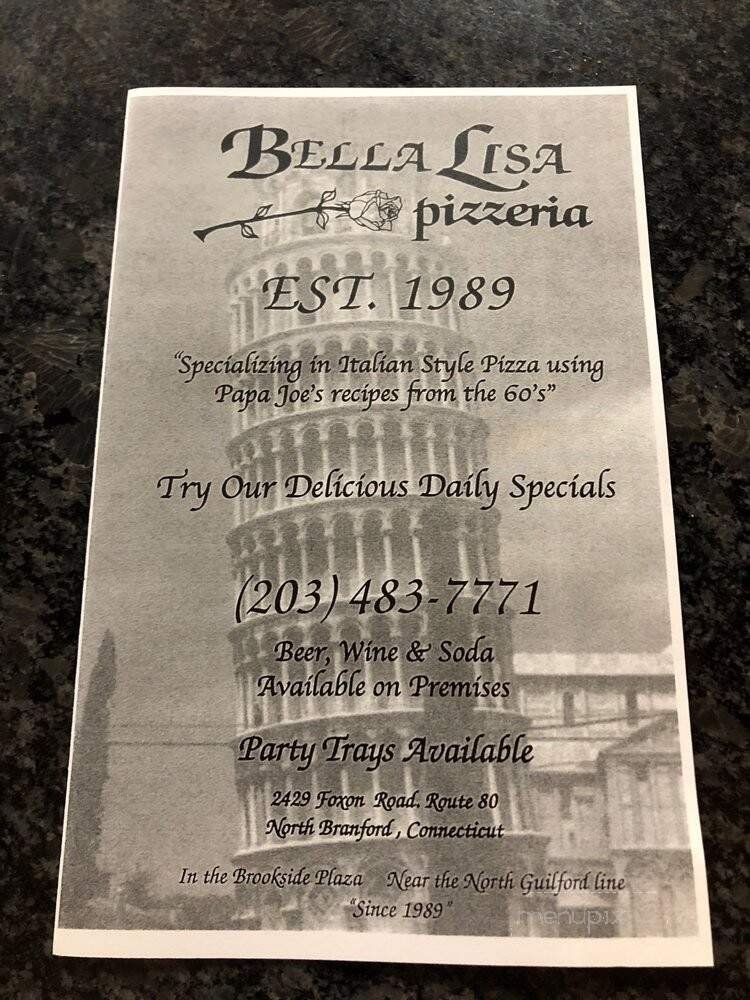 BELLA LISA
pizzeria
EST. 1989
"Specializing in Italian Style Pizza using
Papa Joe's recipes from the 60's"
Try Our Delicious Daily Specials
(203) 483-7771
Beer, Wine & Soda
Available on Premises
Party Trays Available
2429 Foxon Road. Route 80
North Branford, Connecticut
In the Brookside Plaza Near the North Guilford line
"Since 1989"
menupix